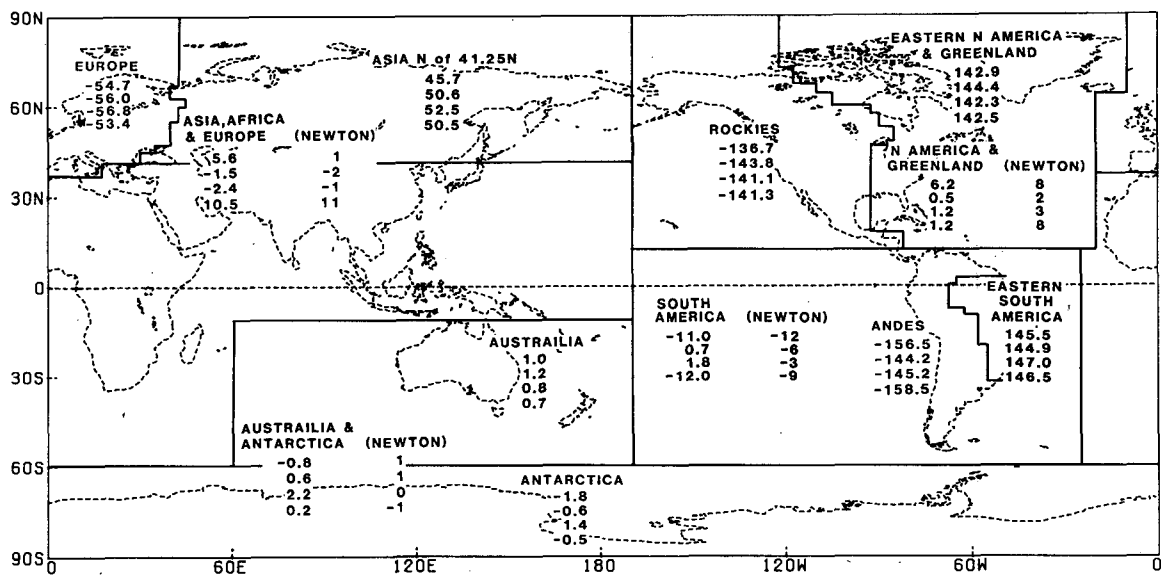 90N
60N
30N
0
30S
60S
90S
0
60E
120E
180
120W
60W
0
EUROPE
-54.7
-56.0
-56.8
-53.4
ASIA, AFRICA
& EUROPE (NEWTON)
5.6 1
-1.5 -2
-2.4 -1
10.5 11
ASIA N of 41.25N
45.7
50.6
52.5
50.5
ROCKIES
-136.7
-143.8
-141.1
-141.3
EASTERN N AMERICA
& GREENLAND
142.9
144.4
142.3
142.5
N AMERICA &
GREENLAND (NEWTON)
6.2 8
0.5 2
1.2 3
1.2 8
AUSTRAILIA
1.0
1.2
0.8
0.7
AUSTRAILIA &
ANTARCTICA (NEWTON)
-0.8 1
0.6 1
2.2 0
0.2 -1
ANTARCTICA
1.8
-0.6
1.4
-0.5
SOUTH
AMERICA (NEWTON)
-11.0 -12
0.7 -6
1.8 -3
-12.0 -9
ANDES
-156.5
-144.2
-145.2
-158.5
EASTERN
SOUTH
AMERICA
145.5
144.9
147.0
146.5